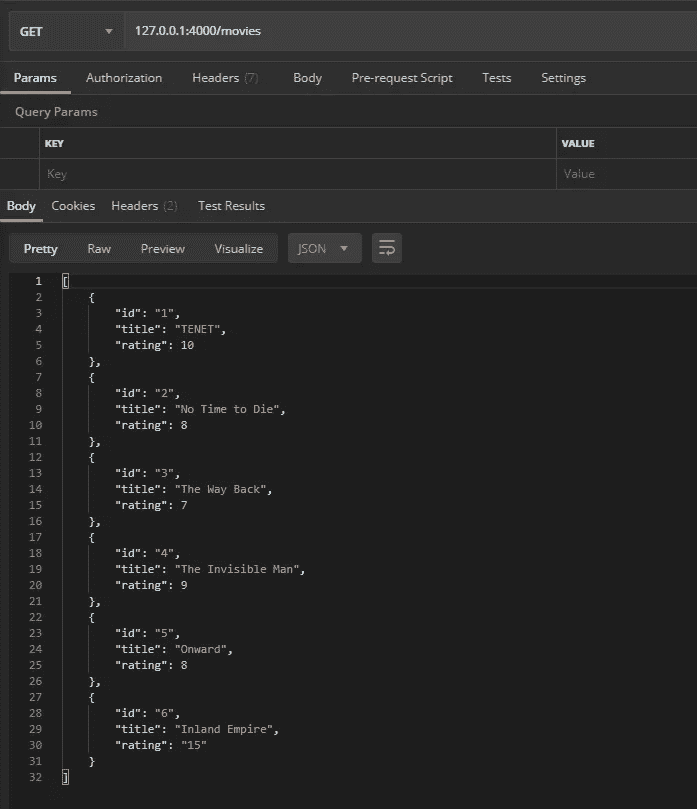 GET 127.0.0.1:4000/movies
Params Authorization Headers (7) Body Pre-request Script Tests Settings
Query Params
KEY VALUE
Key Value
Body Cookies Headers (2) Test Results
Pretty Raw Preview Visualize JSON
1 [
2 {
3 "id": "1",
4 "title": "TENET",
5 "rating": 10
6 },
7 {
8 "id": "2",
9 "title": "No Time to Die",
10 "rating": 8
11 },
12 {
13 "id": "3",
14 "title": "The Way Back",
15 "rating": 7
16 },
17 {
18 "id": "4",
19 "title": "The Invisible Man",
20 "rating": 9
21 },
22 {
23 "id": "5",
24 "title": "Onward",
25 "rating": 8
26 },
27 {
28 "id": "6",
29 "title": "Inland Empire",
30 "rating": "15"
31 }
32 ]